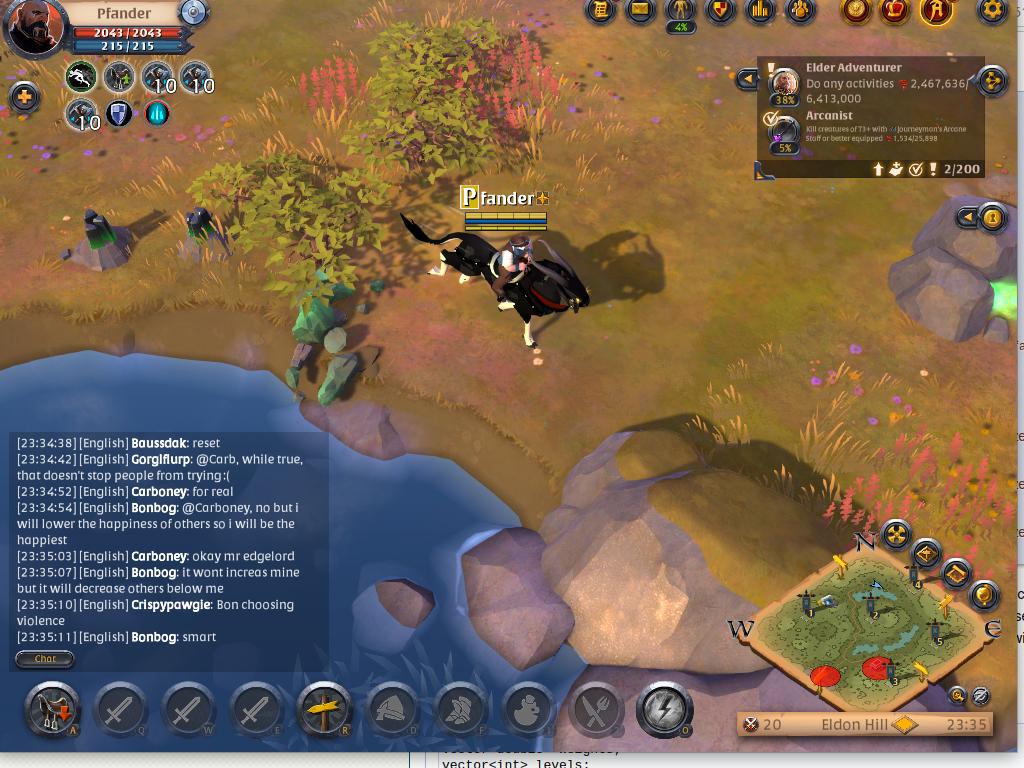 Pfander
2043 / 2043
215 / 215
10
10
10
4%
Elder Adventurer
Do any activities 2,467,636/
6,413,000
38%
Arcanist
Kill creatures of T3+ with Journeyman's Arcane
Staff or better equipped 1,534/25,898
5%
2/200
Pfander
[23:34:38] [English] Baussdak: reset
[23:34:42] [English] Gorglflurp: @Carb, while true,
that doesn't stop people from trying :(
[23:34:52] [English] Carboney: for real
[23:34:54] [English] Bonbog: @Carboney, no but i
will lower the happiness of others so i will be the
happiest
[23:35:03] [English] Carboney: okay mr edgelord
[23:35:07] [English] Bonbog: it wont increas mine
but it will decrease others below me
[23:35:10] [English] Crispypawgie: Bon choosing
violence
[23:35:11] [English] Bonbog: smart
Chat
N
W
E
1
2
3
4
5
A
Q
W
E
R
D
F
O
20
Eldon Hill
23:35
vector<int> levels;